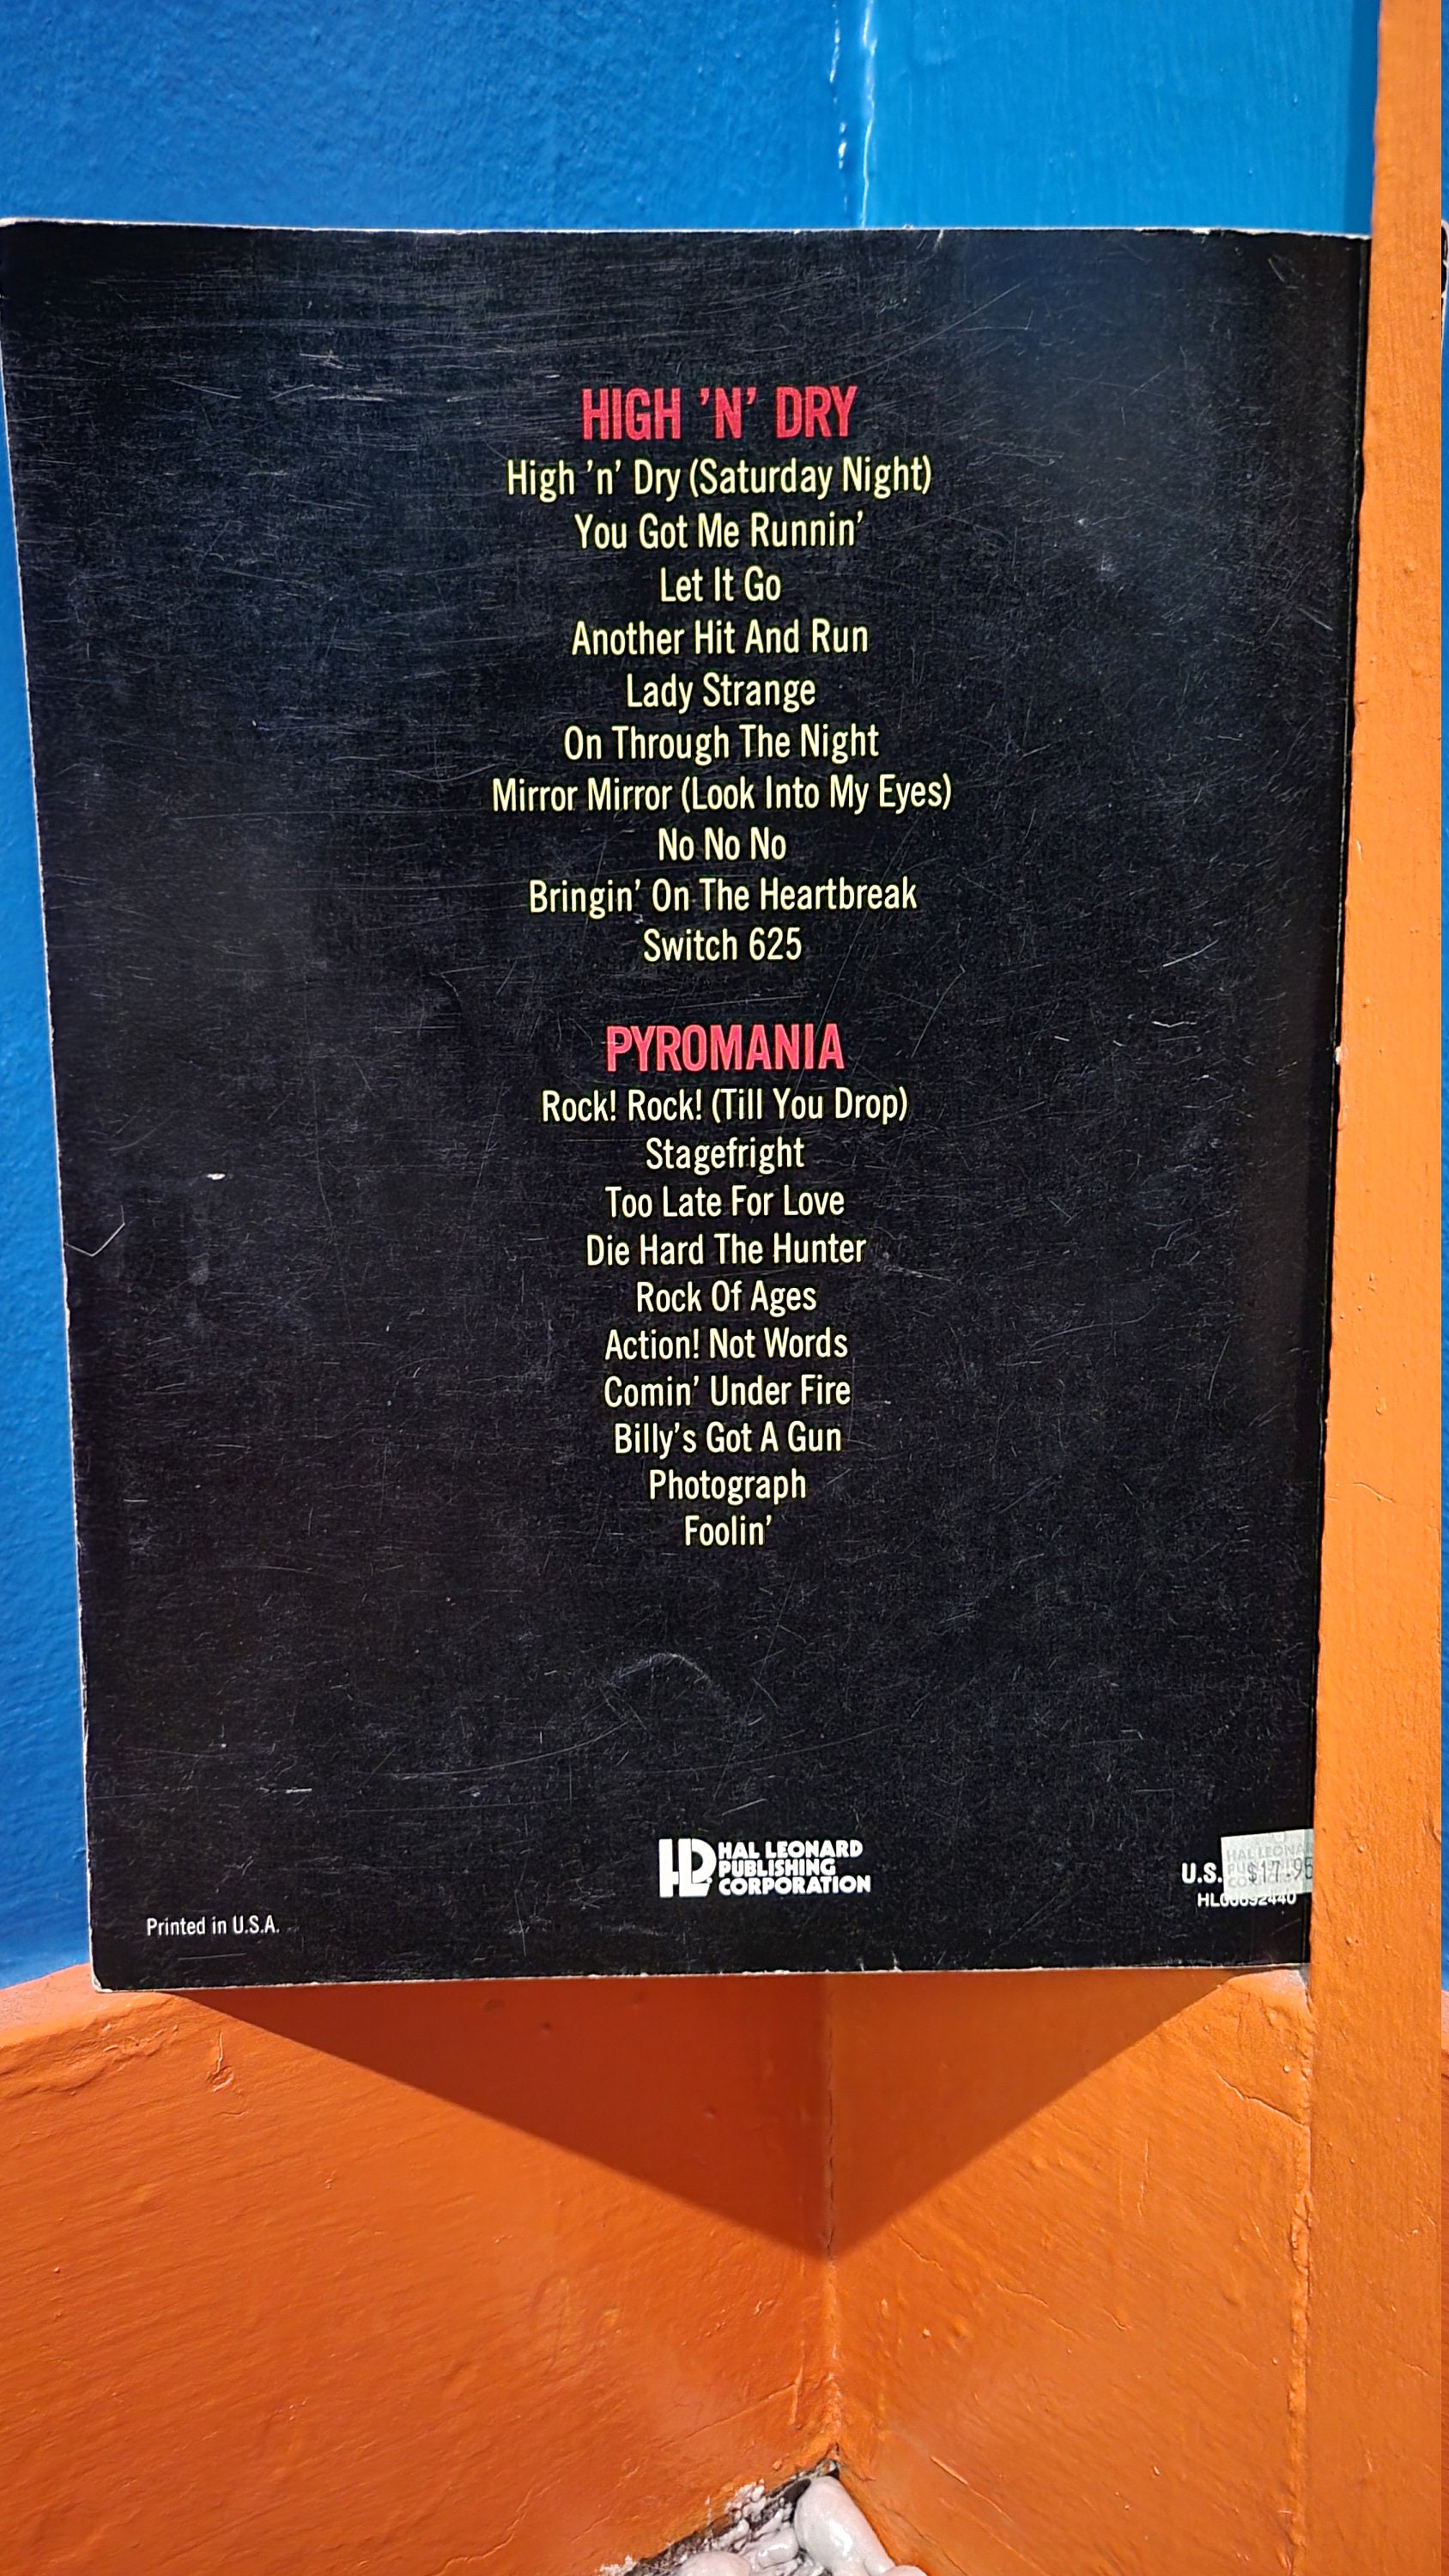 HIGH 'N' DRY
High 'n' Dry (Saturday Night)
You Got Me Runnin'
Let It Go
Another Hit And Run
Lady Strange
On Through The Night
Mirror Mirror (Look Into My Eyes)
No No No
Bringin' On The Heartbreak
Switch 625
PYROMANIA
Rock! Rock! (Till You Drop)
Stagefright
Too Late For Love
Die Hard The Hunter
Rock Of Ages
Action! Not Words
Comin' Under Fire
Billy's Got A Gun
Photograph
Foolin'
HL HAL LEONARD
PUBLISHING
CORPORATION
U.S. $17.95
Printed in U.S.A.